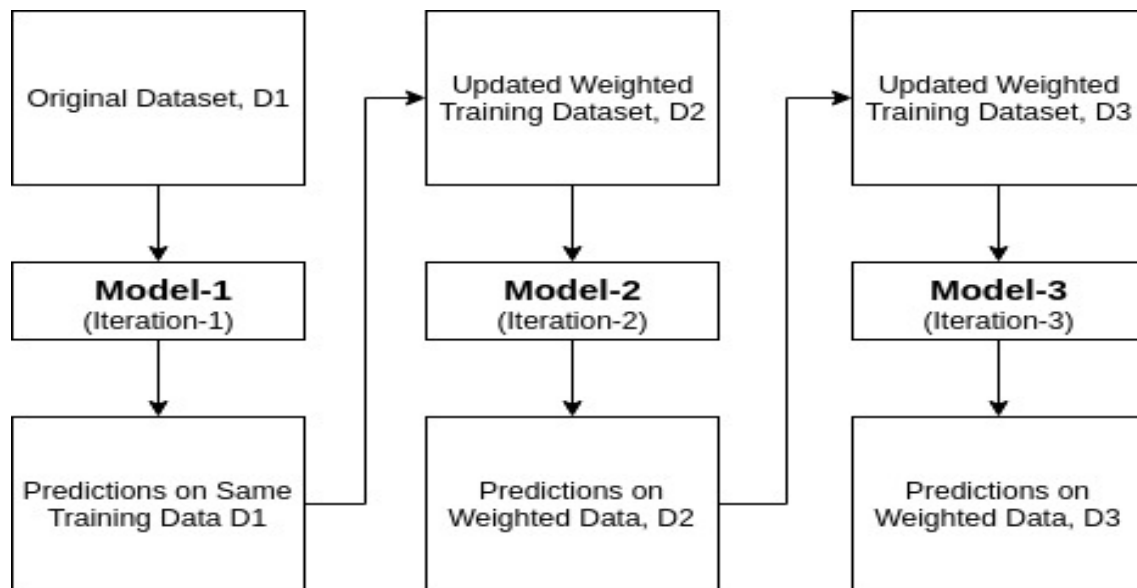 Original Dataset, D1
Model-1
(Iteration-1)
Predictions on Same
Training Data D1
Updated Weighted
Training Dataset, D2
Model-2
(Iteration-2)
Predictions on
Weighted Data, D2
Updated Weighted
Training Dataset, D3
Model-3
(Iteration-3)
Predictions on
Weighted Data, D3